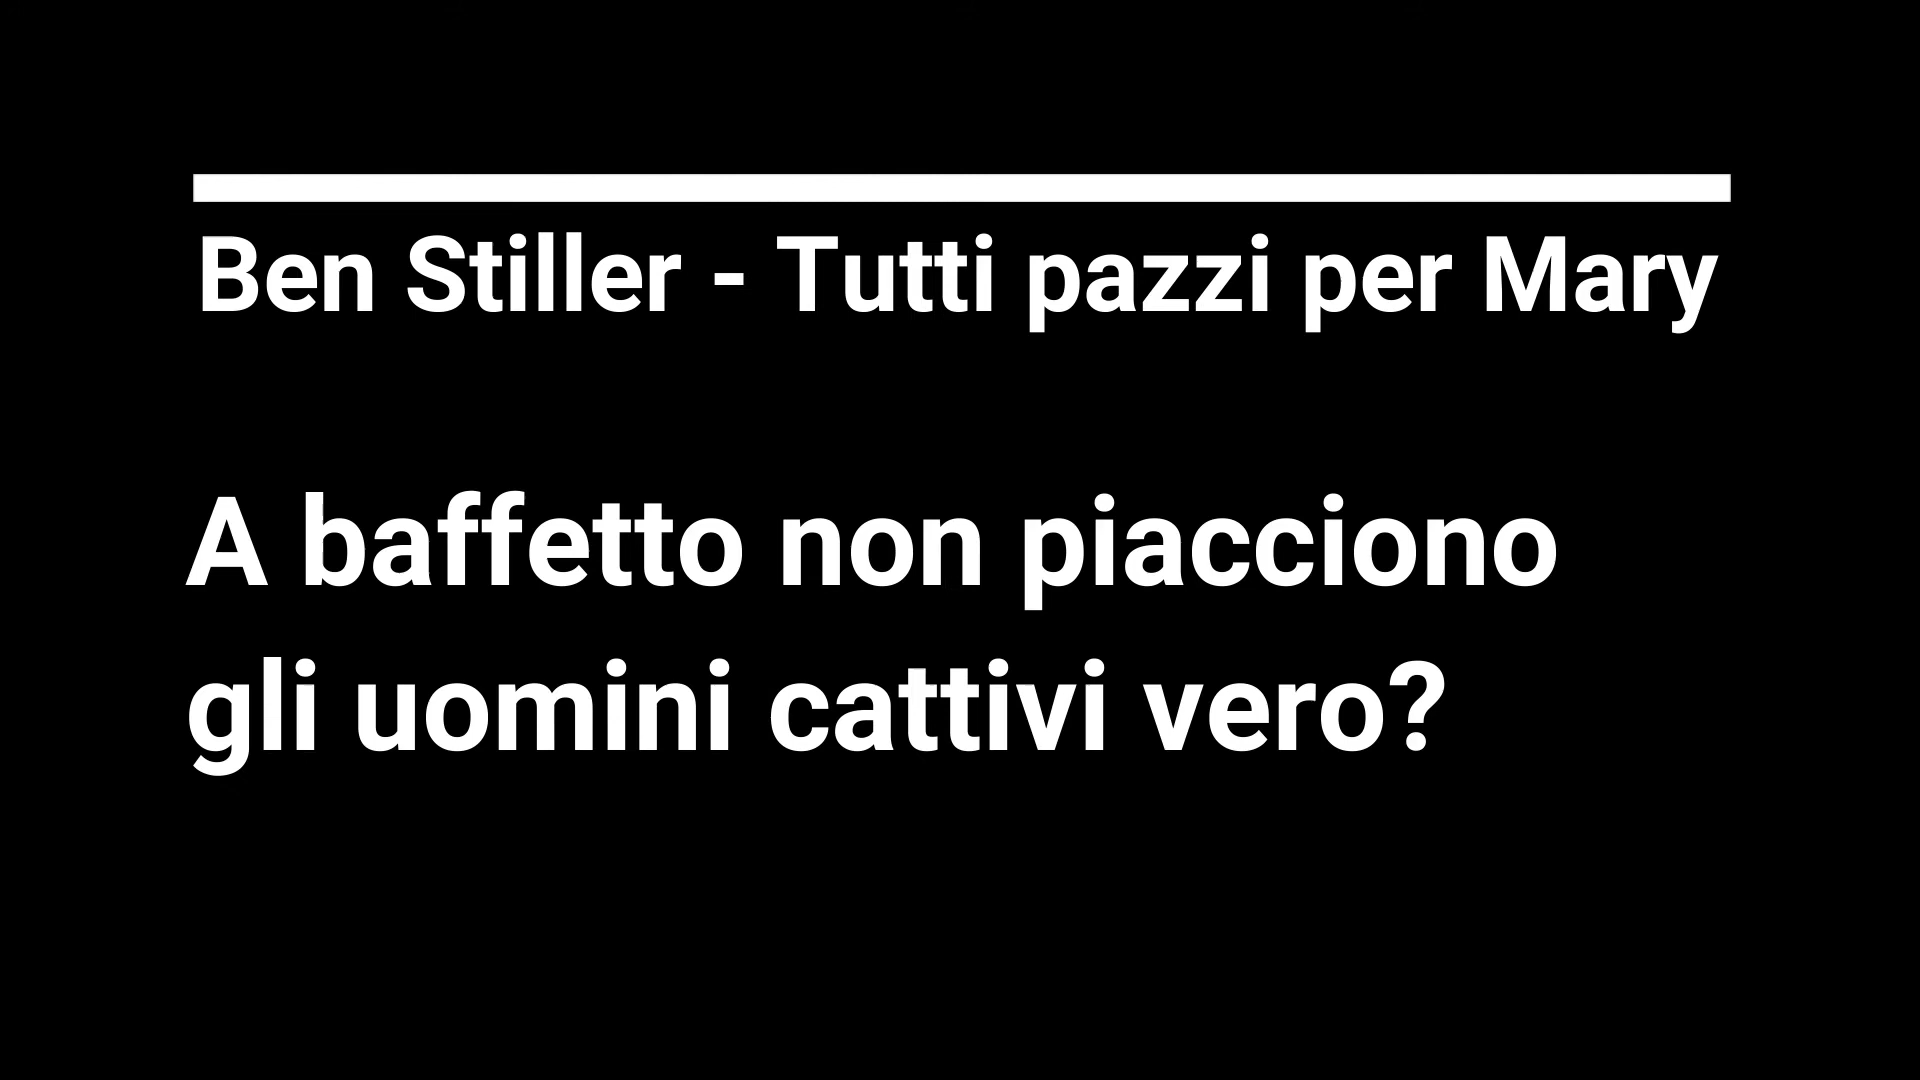 Ben Stiller - Tutti pazzi per Mary
A baffetto non piacciono
gli uomini cattivi vero?